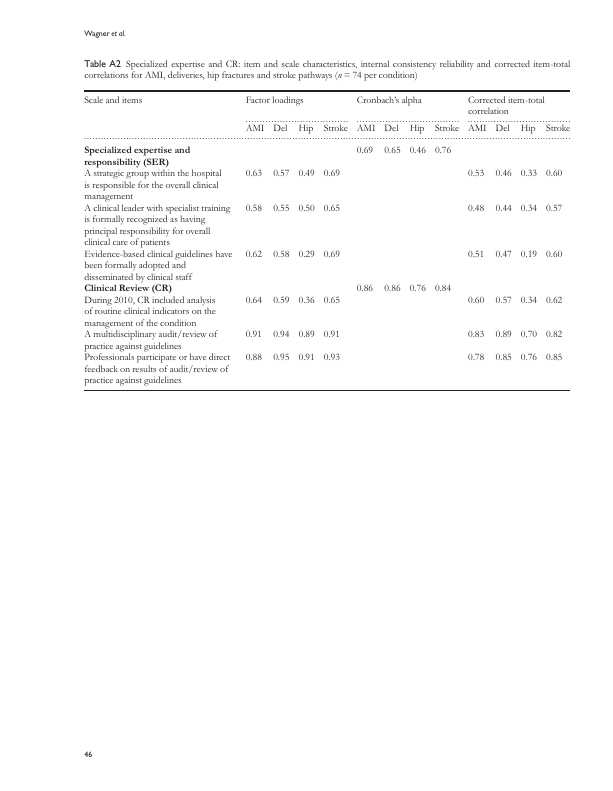 Wagner et al.
Table A2 Specialized expertise and CR: item and scale characteristics, internal consistency reliability and corrected item-total
correlations for AMI, deliveries, hip fractures and stroke pathways (n = 74 per condition)
Scale and items Factor loadings Cronbach's alpha Corrected item-total
correlation
AMI Del Hip Stroke AMI Del Hip Stroke AMI Del Hip Stroke
Specialized expertise and 0.69 0.65 0.46 0.76
responsibility (SER)
A strategic group within the hospital 0.63 0.57 0.49 0.69 0.53 0.46 0.33 0.60
is responsible for the overall clinical
management
A clinical leader with specialist training 0.58 0.55 0.50 0.65 0.48 0.44 0.34 0.57
is formally recognized as having
principal responsibility for overall
clinical care of patients
Evidence-based clinical guidelines have 0.62 0.58 0.29 0.69 0.51 0.47 0.19 0.60
been formally adopted and
disseminated by clinical staff
Clinical Review (CR) 0.86 0.86 0.76 0.84
During 2010, CR included analysis 0.64 0.59 0.36 0.65 0.60 0.57 0.34 0.62
of routine clinical indicators on the
management of the condition
A multidisciplinary audit/review of 0.91 0.94 0.89 0.91 0.83 0.89 0.70 0.82
practice against guidelines
Professionals participate or have direct 0.88 0.95 0.91 0.93 0.78 0.85 0.76 0.85
feedback on results of audit/review of
practice against guidelines
46